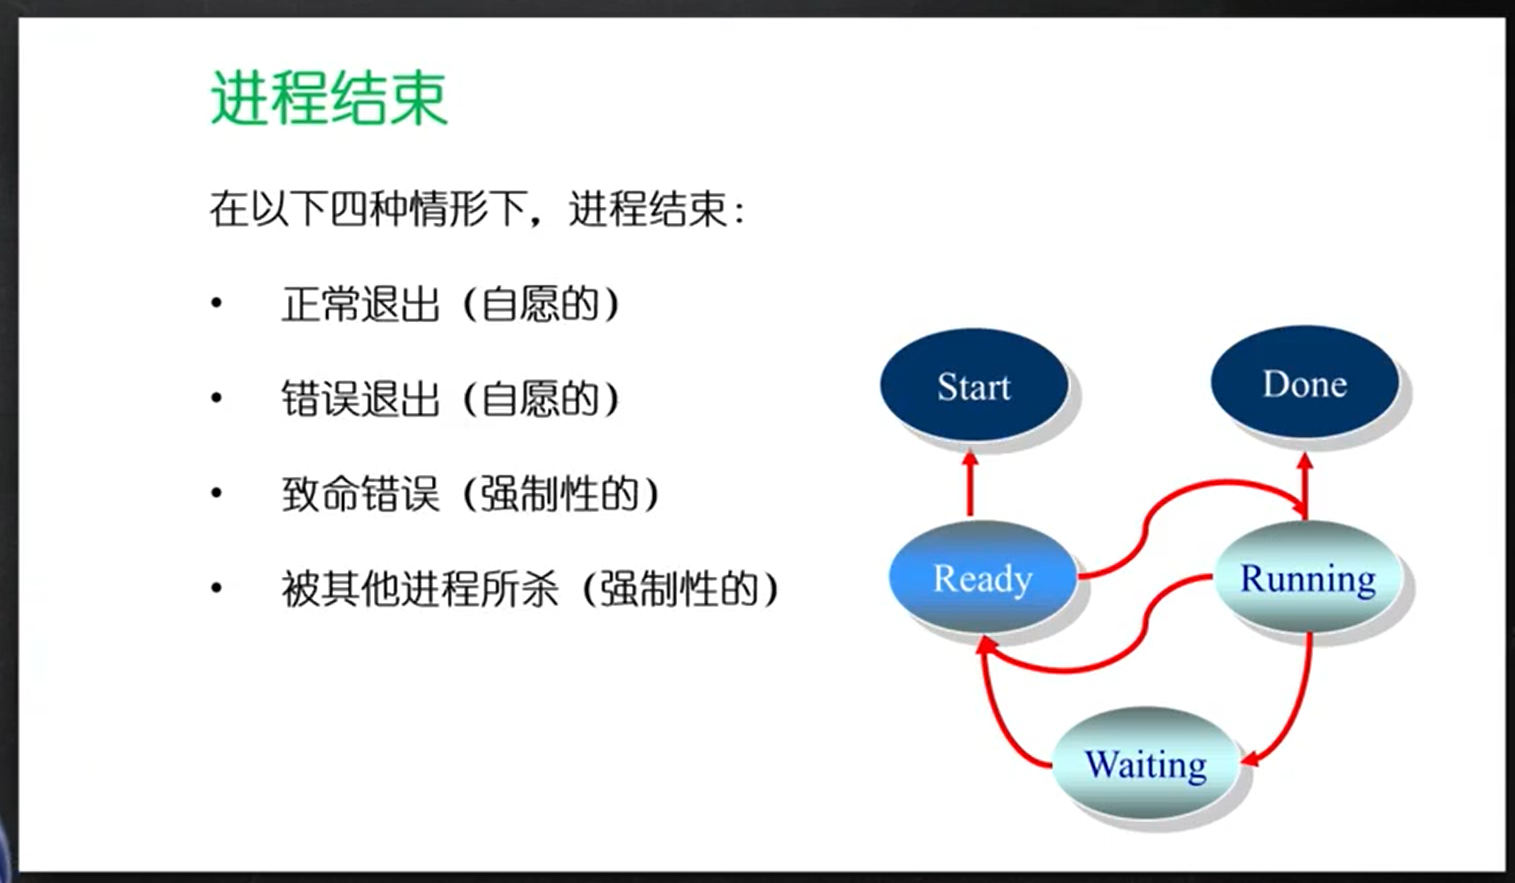 进程结束
在以下四种情形下，进程结束：
• 正常退出（自愿的）
• 错误退出（自愿的）
• 致命错误（强制性的）
• 被其他进程所杀（强制性的）
Start
Done
Ready
Running
Waiting